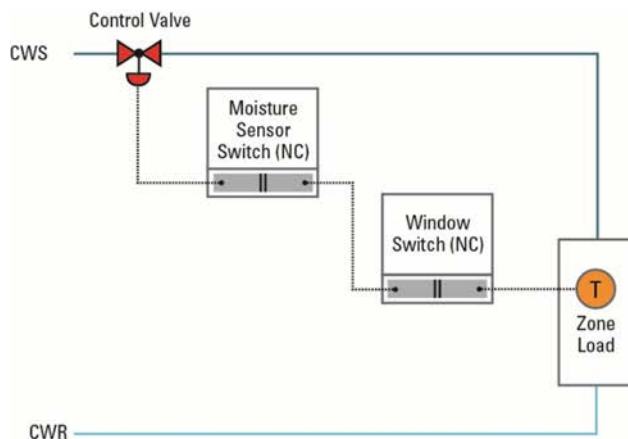 Control Valve
CWS
Moisture
Sensor
Switch (NC)
Window
Switch (NC)
T
Zone
Load
CWR